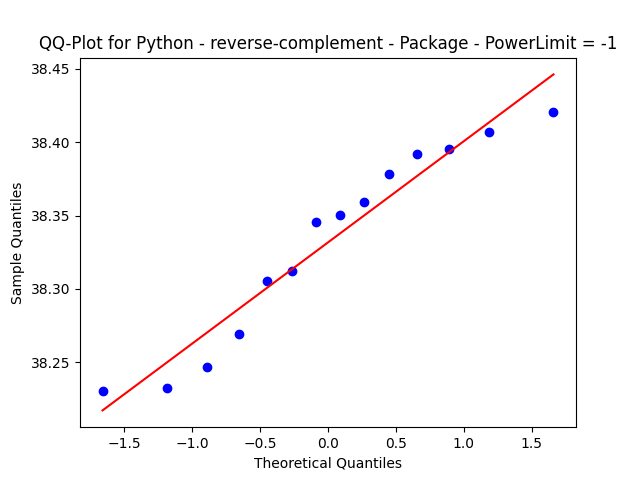 QQ-Plot for Python - reverse-complement - Package - PowerLimit = -1
38.45
38.40
38.35
38.30
38.25
Sample Quantiles
−1.5 −1.0 −0.5 0.0 0.5 1.0 1.5
Theoretical Quantiles